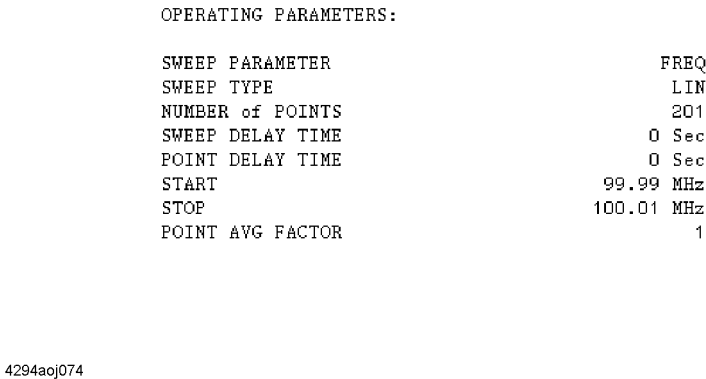 OPERATING PARAMETERS:
SWEEP PARAMETER FREQ
SWEEP TYPE LIN
NUMBER of POINTS 201
SWEEP DELAY TIME 0 Sec
POINT DELAY TIME 0 Sec
START 99.99 MHz
STOP 100.01 MHz
POINT AVG FACTOR 1
4294aoj074